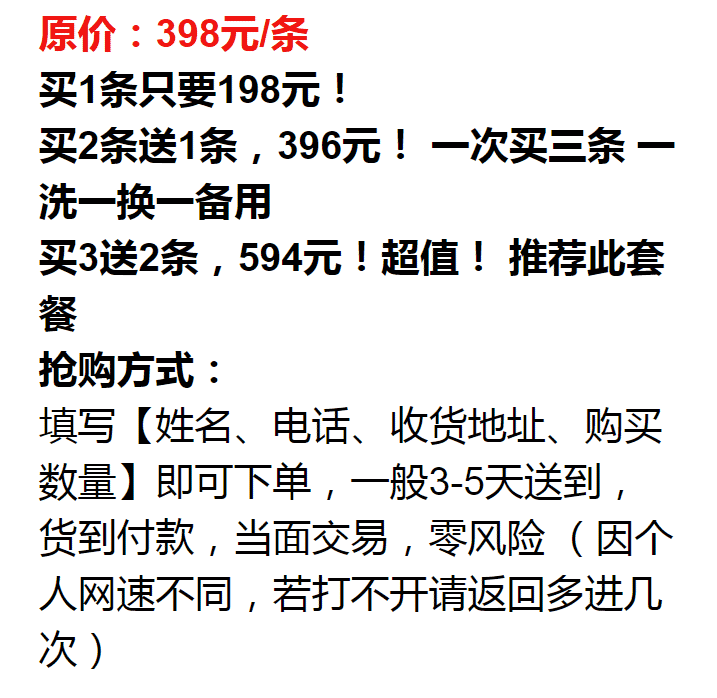 原价：398元/条
买1条只要198元！
买2条送1条，396元！ 一次买三条 一
洗一换一备用
买3送2条，594元！超值！ 推荐此套
餐
抢购方式：
填写【姓名、电话、收货地址、购买
数量】即可下单，一般3-5天送到，
货到付款，当面交易，零风险（因个
人网速不同，若打不开请返回多进几
次）